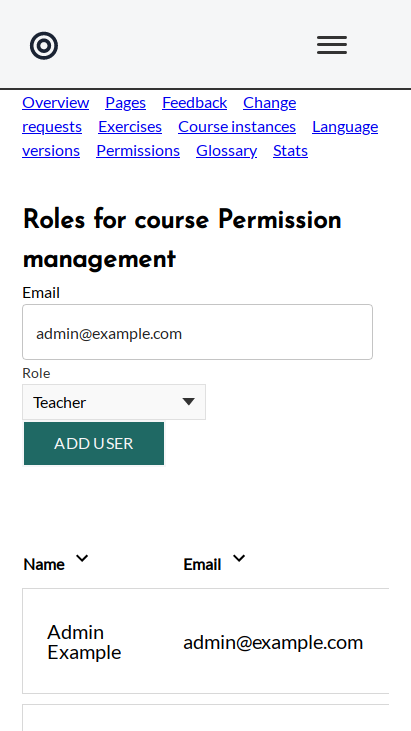 Overview Pages Feedback Change
requests Exercises Course instances Language
versions Permissions Glossary Stats
Roles for course Permission
management
Email
admin@example.com
Role
Teacher
ADD USER
Name Email
Admin
Example
admin@example.com